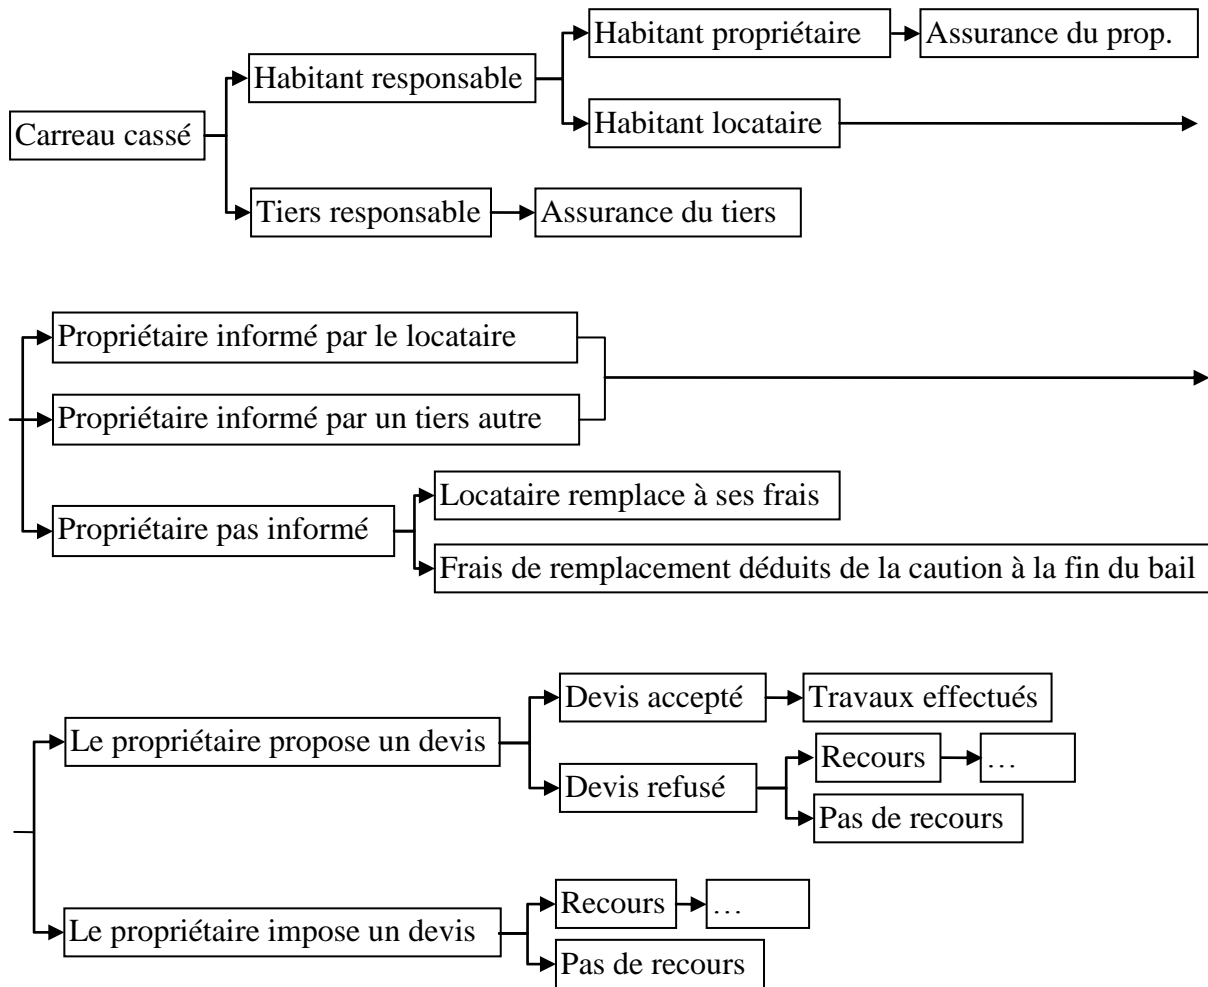 Habitant propriétaire
Assurance du prop.
Habitant responsable
Habitant locataire
Carreau cassé
Tiers responsable
Assurance du tiers
Propriétaire informé par le locataire
Propriétaire informé par un tiers autre
Locataire remplace à ses frais
Propriétaire pas informé
Frais de remplacement déduits de la caution à la fin du bail
Devis accepté
Travaux effectués
Le propriétaire propose un devis
Recours
…
Devis refusé
Pas de recours
Recours
…
Le propriétaire impose un devis
Pas de recours